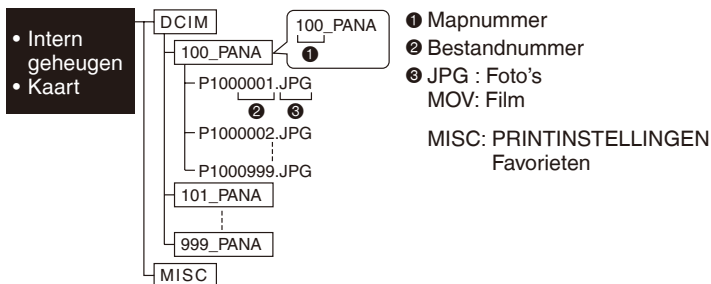 • Intern
geheugen
• Kaart
DCIM
100_PANA
100_PANA
❶
P1000001.JPG
❷ ❸
P1000002.JPG
P1000999.JPG
101_PANA
999_PANA
MISC
❶ Mapnummer
❷ Bestandnummer
❸ JPG : Foto's
MOV: Film
MISC: PRINTINSTELLINGEN
Favorieten